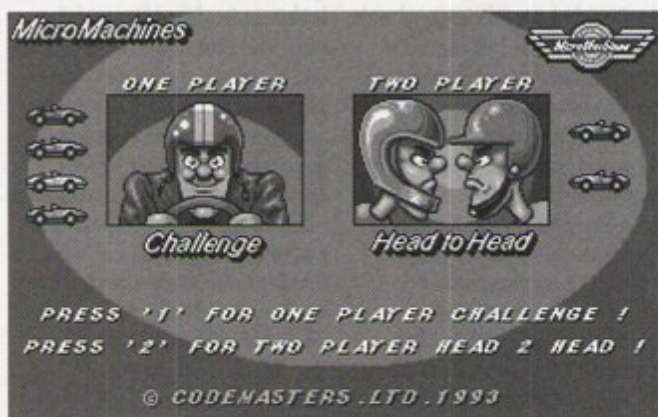 MicroMachines
MicroMachines
ONE PLAYER
TWO PLAYER
Challenge
Head to Head
PRESS '1' FOR ONE PLAYER CHALLENGE !
PRESS '2' FOR TWO PLAYER HEAD 2 HEAD !
© CODEMASTERS.LTD.1993